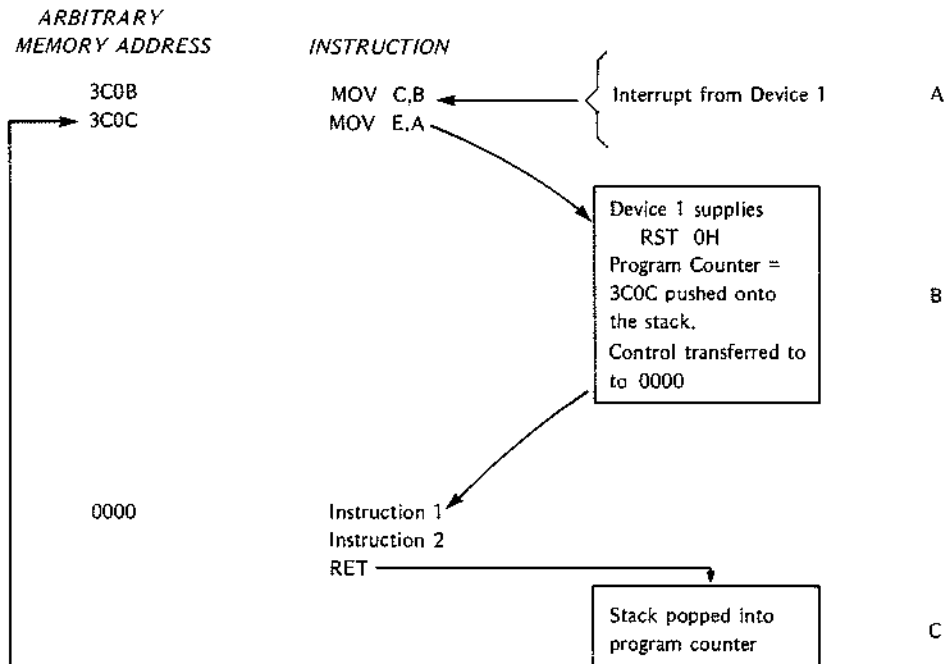 ARBITRARY
MEMORY ADDRESS INSTRUCTION
3C0B MOV C,B Interrupt from Device 1 A
3C0C MOV E,A
Device 1 supplies
RST 0H
Program Counter =
3C0C pushed onto B
the stack.
Control transferred to
to 0000
0000 Instruction 1
Instruction 2
RET
Stack popped into
program counter C